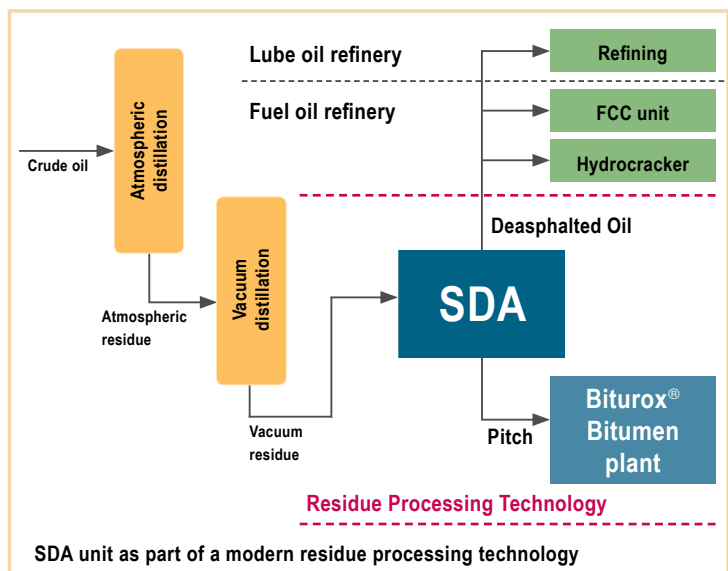 Lube oil refinery
Refining
Fuel oil refinery
FCC unit
Hydrocracker
Crude oil
Atmospheric
distillation
Deasphalted Oil
Vacuum
distillation
SDA
Atmospheric
residue
Vacuum
residue
Pitch
Biturox®
Bitumen
plant
Residue Processing Technology
SDA unit as part of a modern residue processing technology